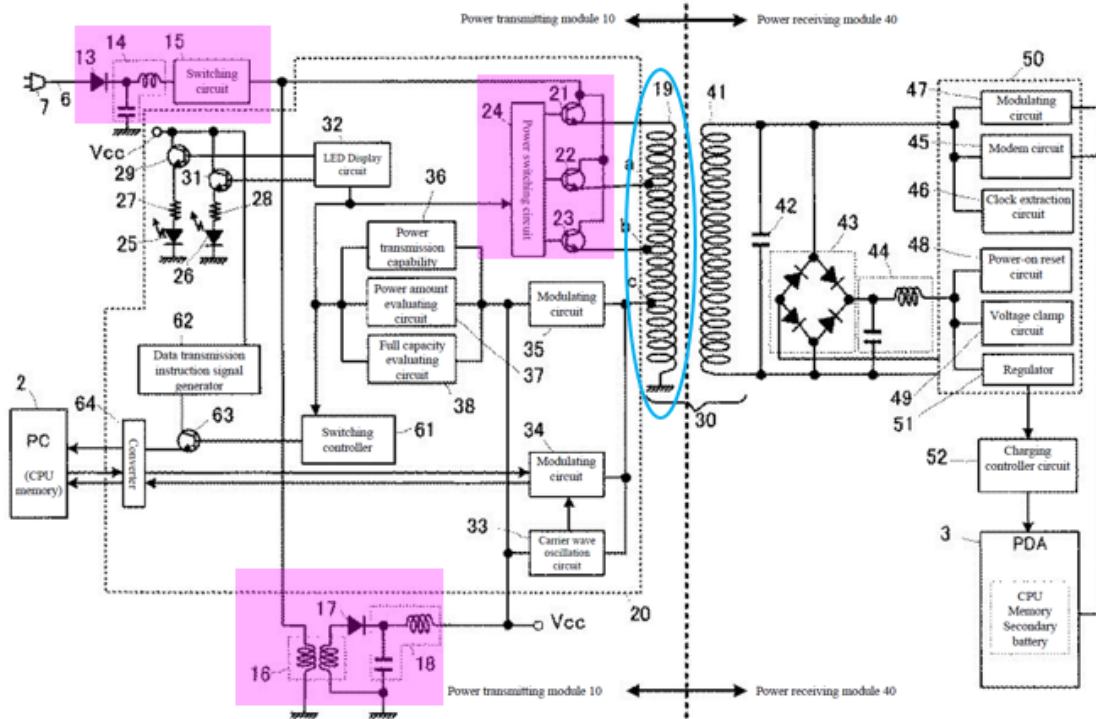 Power transmitting module 10
Power receiving module 40
13
14
15
Switching
circuit
7
6
Vcc
29
31
27
28
25
26
32
LED Display
circuit
24
Power switching circuit
21
22
23
19
a
b
c
41
30
36
Power
transmission
capability
Power amount
evaluating circuit
37
Full capacity
evaluating circuit
38
Modulating
circuit
35
62
Data transmission
instruction signal
generator
2
PC
(CPU
memory)
64
Converter
63
Switching
controller
61
34
Modulating
circuit
33
Carrier wave
oscillation
circuit
20
17
16
18
Vcc
42
43
44
50
47
Modulating
circuit
45
Modem circuit
46
Clock extraction
circuit
48
Power-on reset
circuit
Voltage clamp
circuit
49
Regulator
51
52
Charging
controller circuit
3
PDA
CPU
Memory
Secondary
battery
Power transmitting module 10
Power receiving module 40